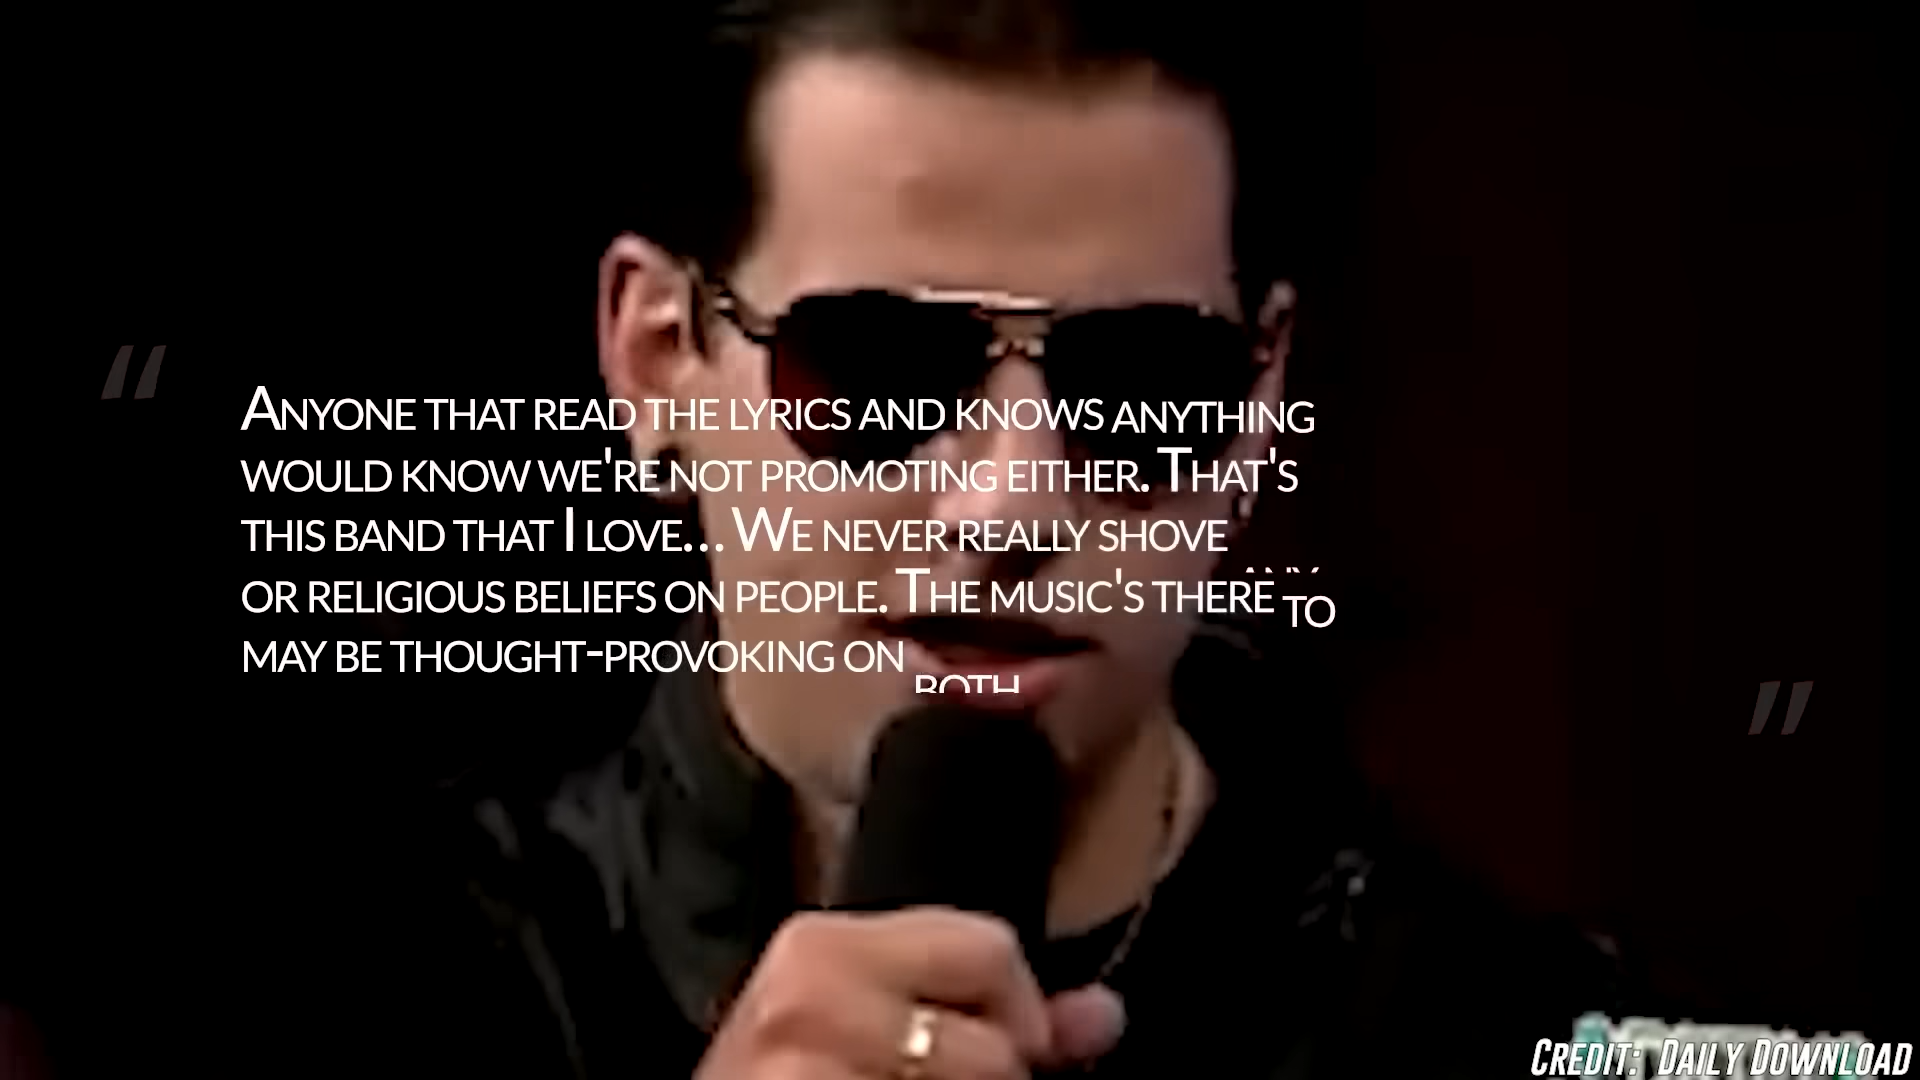 “
Anyone that read the lyrics and knows anything
would know we're not promoting either. That's
this band that I love... We never really shove
or religious beliefs on people. The music's there to
may be thought-provoking on both
”
Credit: Daily Download